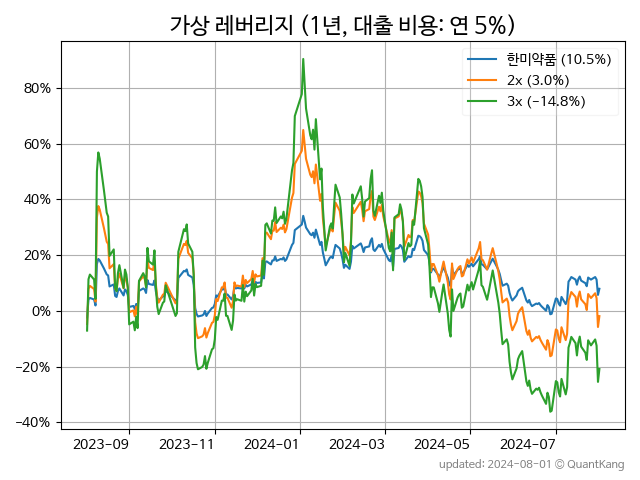 가상 레버리지 (1년, 대출 비용: 연 5%)
한미약품 (10.5%)
2x (3.0%)
3x (−14.8%)
80%
60%
40%
20%
0%
−20%
−40%
2023-09
2023-11
2024-01
2024-03
2024-05
2024-07
updated: 2024-08-01 © QuantKang